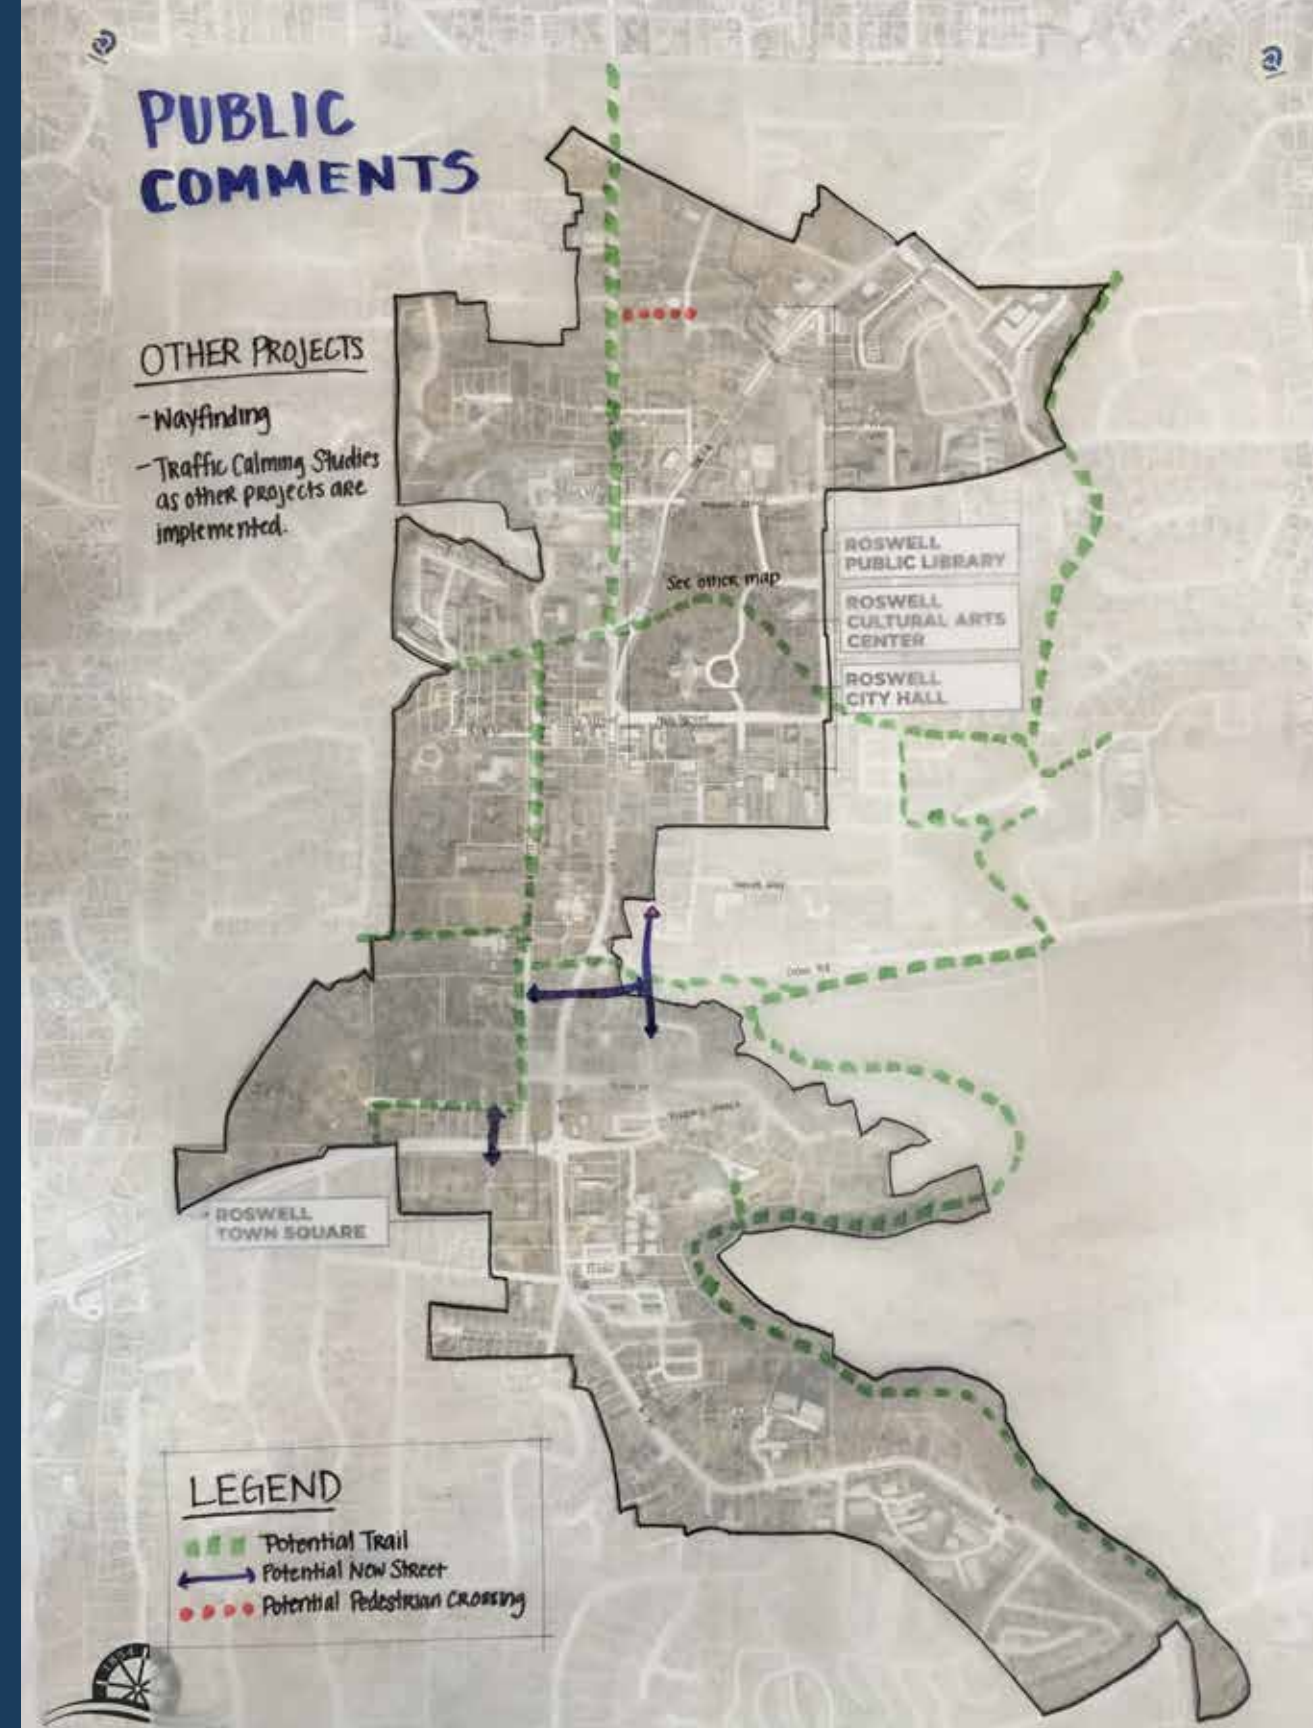 PUBLIC
COMMENTS
OTHER PROJECTS
- Wayfinding
- Traffic Calming Studies
as other projects are
implemented.
See other map
ROSWELL
PUBLIC LIBRARY
ROSWELL
CULTURAL ARTS
CENTER
ROSWELL
CITY HALL
ROSWELL
TOWN SQUARE
LEGEND
Potential Trail
Potential New Street
Potential Pedestrian Crossing